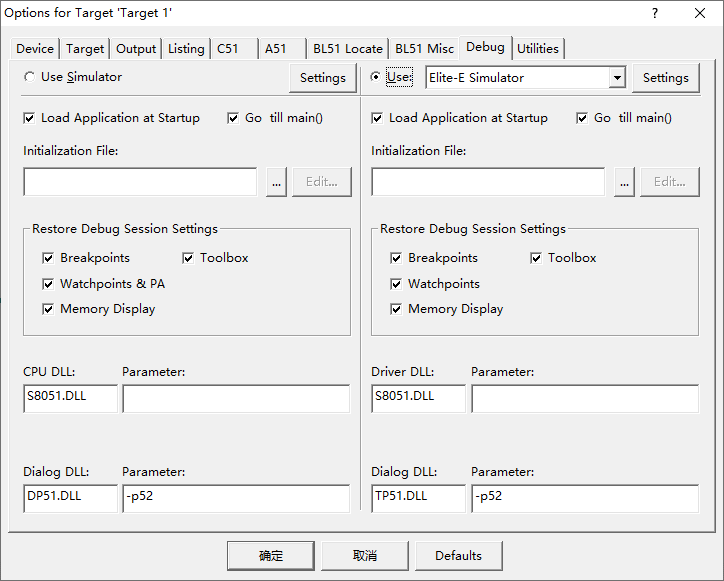 Options for Target 'Target 1'
Device Target Output Listing C51 A51 BL51 Locate BL51 Misc Debug Utilities
Use Simulator Settings Use: Elite-E Simulator Settings
Load Application at Startup Go till main() Load Application at Startup Go till main()
Initialization File: Initialization File:
... Edit... ... Edit...
Restore Debug Session Settings Restore Debug Session Settings
Breakpoints Toolbox Breakpoints Toolbox
Watchpoints & PA Watchpoints
Memory Display Memory Display
CPU DLL: Parameter: Driver DLL: Parameter:
S8051.DLL S8051.DLL
Dialog DLL: Parameter: Dialog DLL: Parameter:
DP51.DLL -p52 TP51.DLL -p52
确定 取消 Defaults